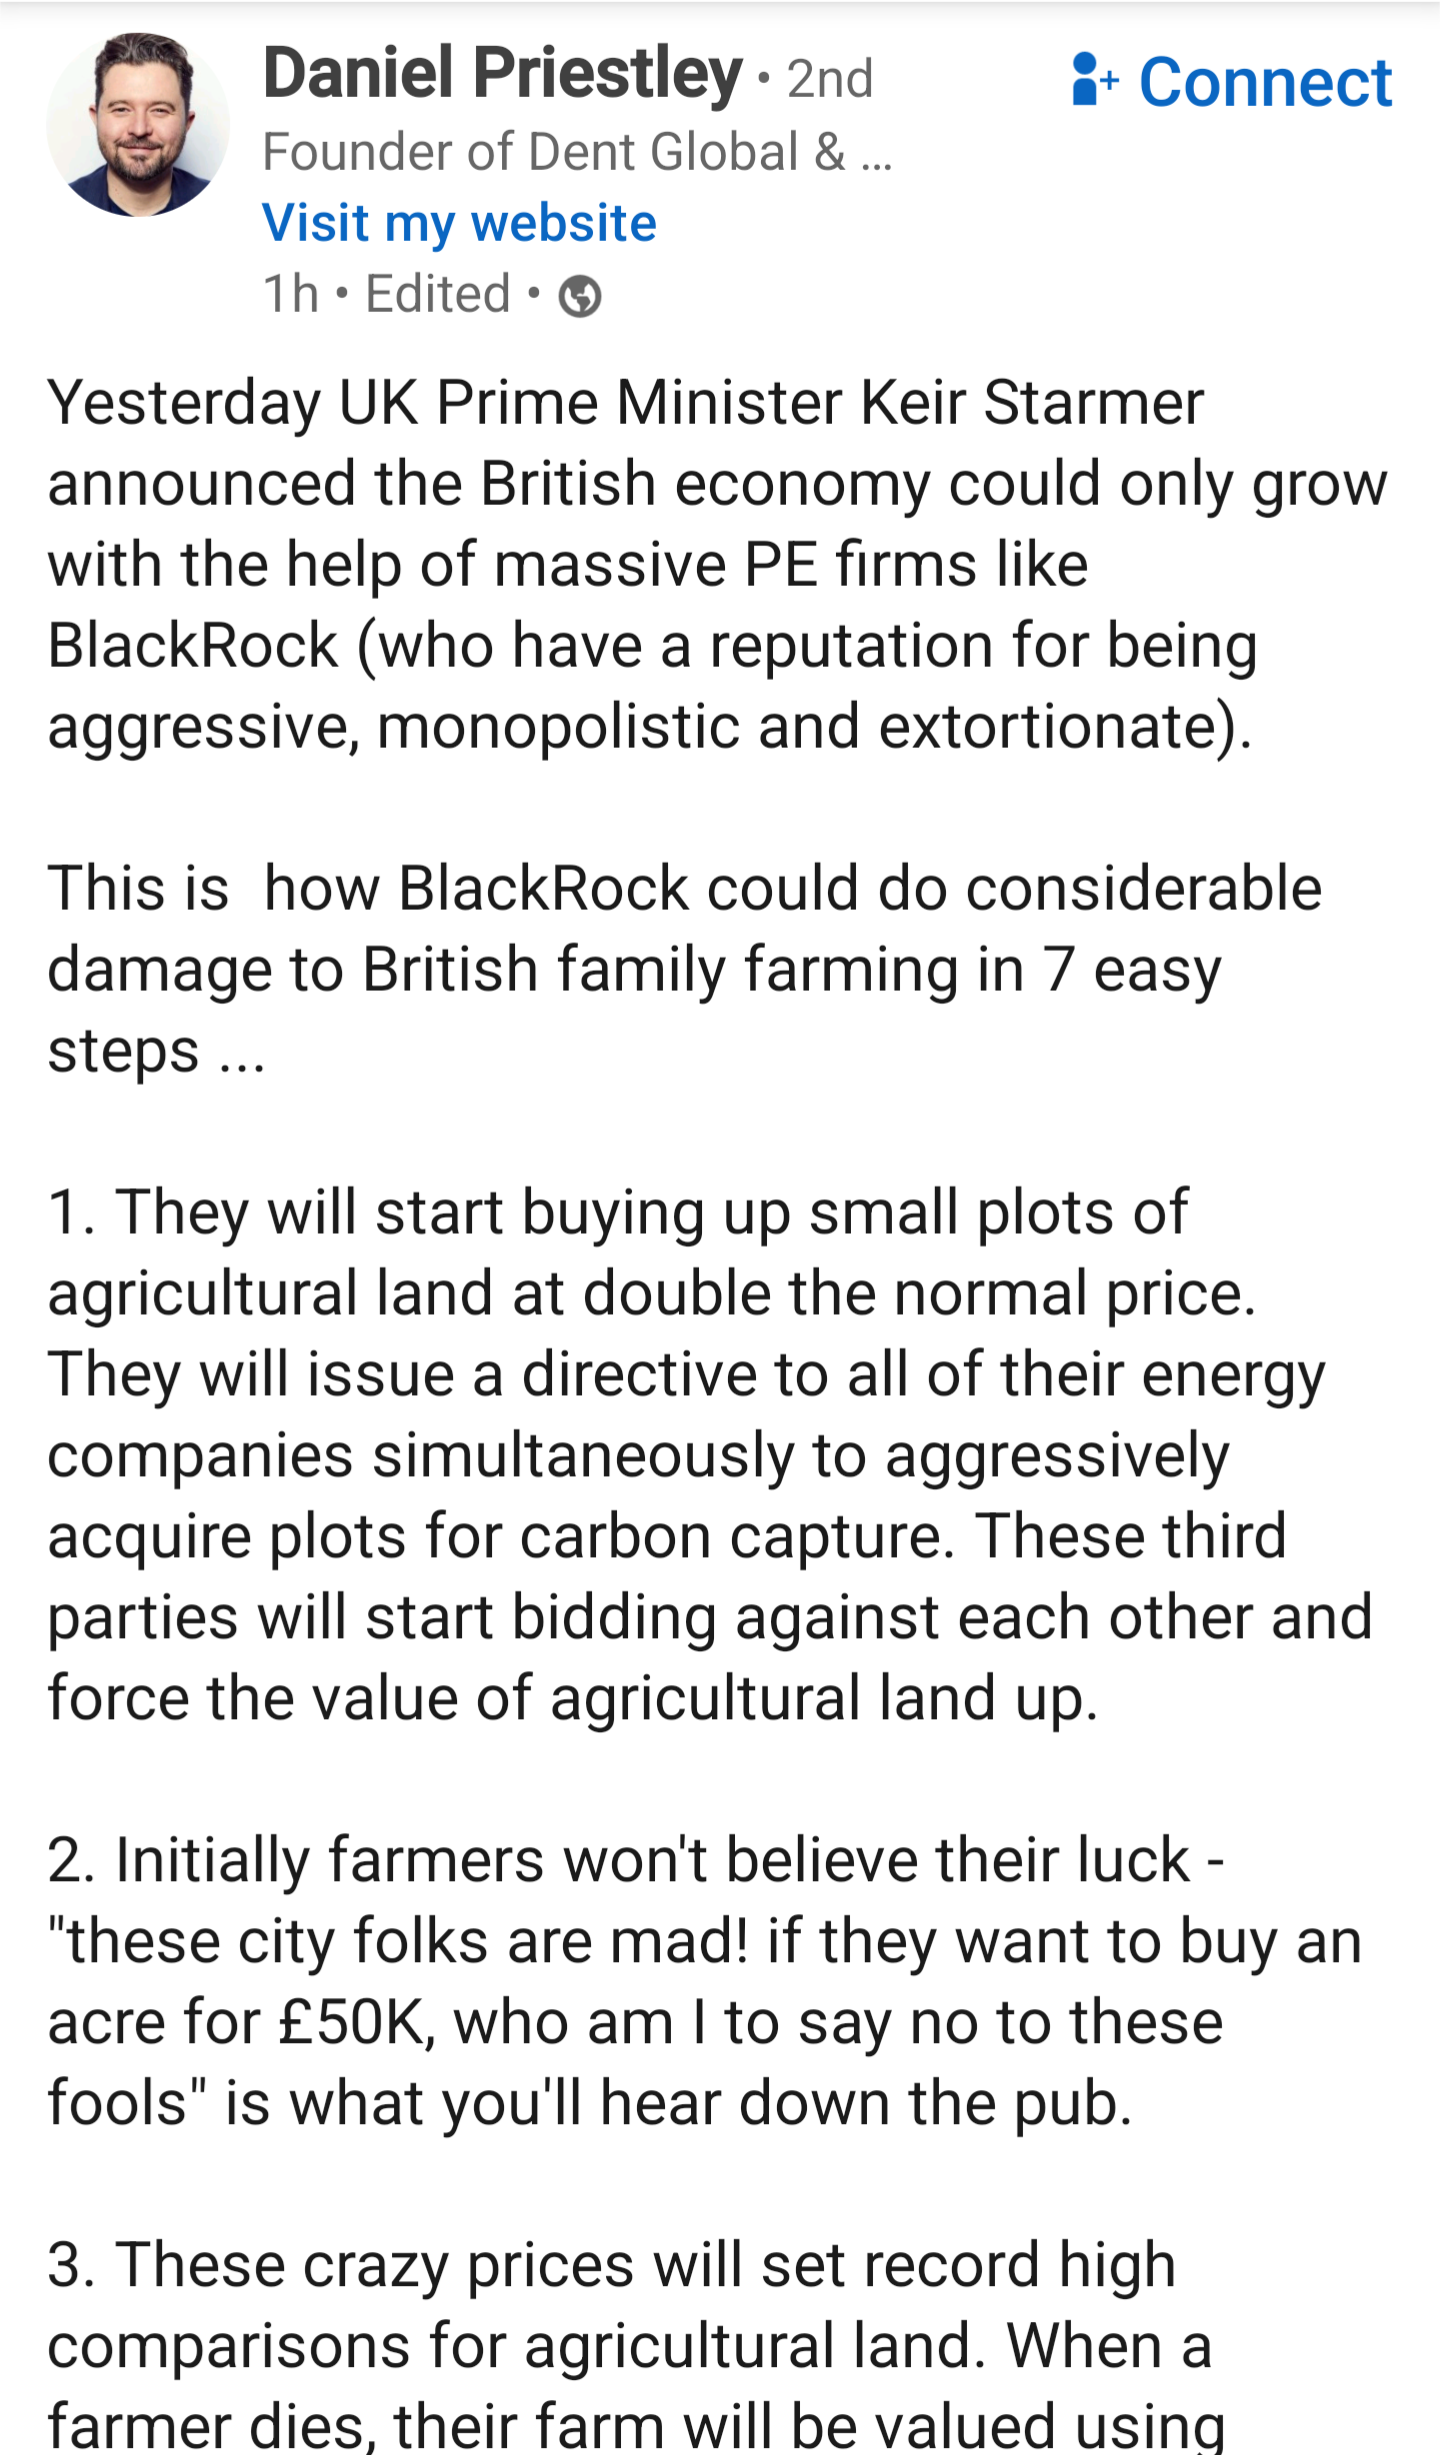 Daniel Priestley · 2nd
Connect
Founder of Dent Global & ...
Visit my website
1h • Edited •
Yesterday UK Prime Minister Keir Starmer
announced the British economy could only grow
with the help of massive PE firms like
BlackRock (who have a reputation for being
aggressive, monopolistic and extortionate).
This is  how BlackRock could do considerable
damage to British family farming in 7 easy
steps ...
1. They will start buying up small plots of
agricultural land at double the normal price.
They will issue a directive to all of their energy
companies simultaneously to aggressively
acquire plots for carbon capture. These third
parties will start bidding against each other and
force the value of agricultural land up.
2. Initially farmers won't believe their luck -
"these city folks are mad! if they want to buy an
acre for £50K, who am I to say no to these
fools" is what you'll hear down the pub.
3. These crazy prices will set record high
comparisons for agricultural land. When a
farmer dies, their farm will be valued using